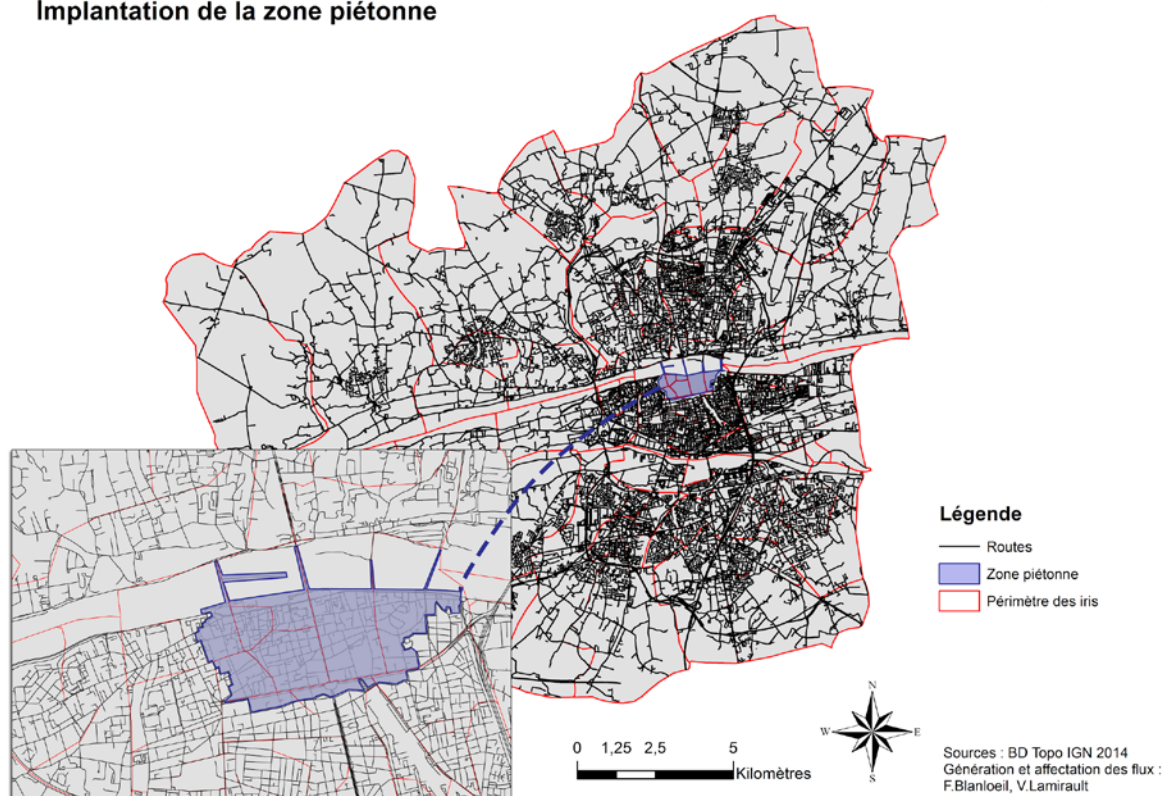 Implantation de la zone piétonne
Légende
Routes
Zone piétonne
Périmètre des iris
N
W
E
S
0 1,25 2,5 5
Kilomètres
Sources : BD Topo IGN 2014
Génération et affectation des flux :
F.Blanloeil, V.Lamirault